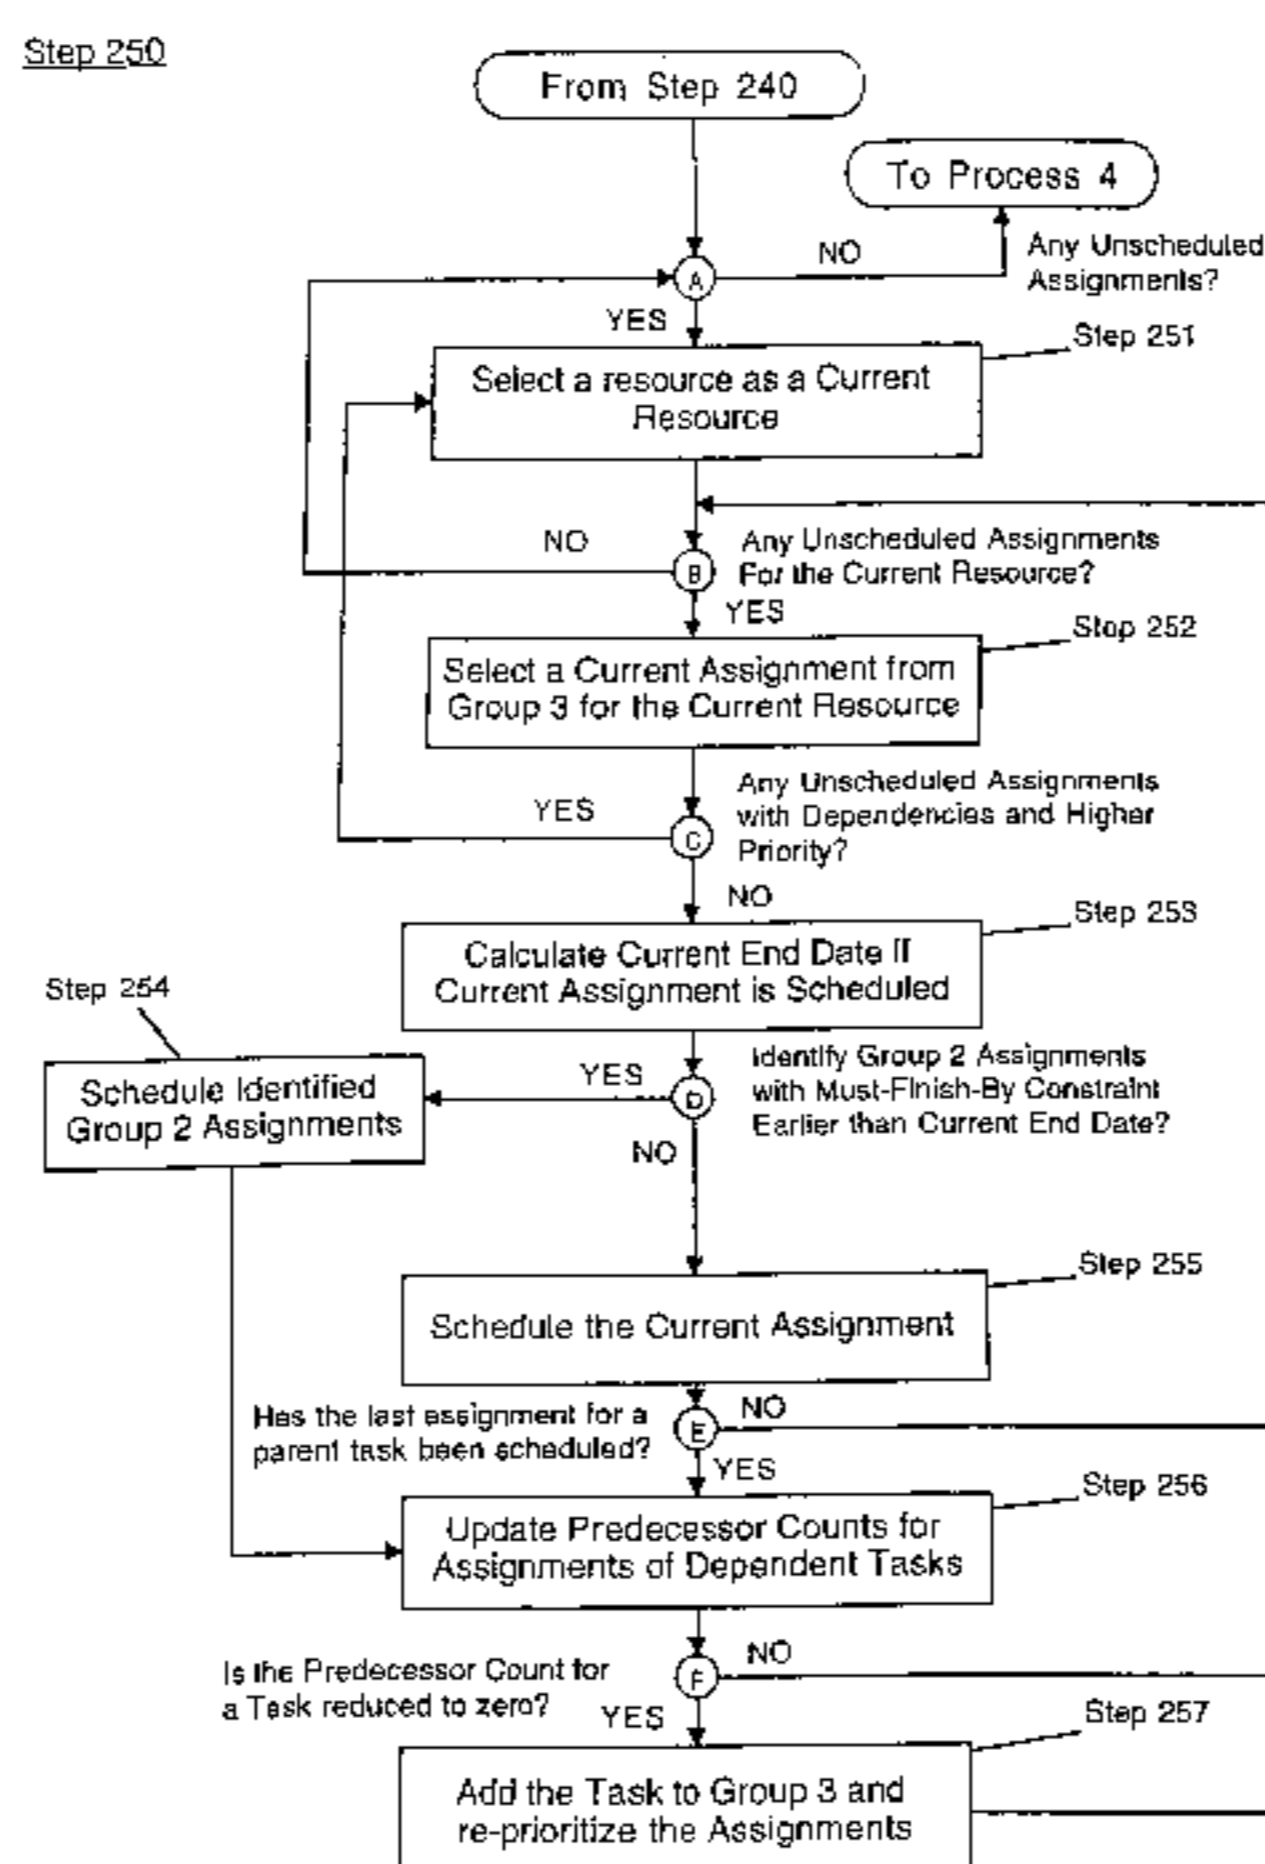 Step 250
From Step 240
To Process 4
NO
Any Unscheduled
Assignments?
A
YES
Step 251
Select a resource as a Current
Resource
NO
Any Unscheduled Assignments
For the Current Resource?
B
YES
Step 252
Select a Current Assignment from
Group 3 for the Current Resource
YES
Any Unscheduled Assignments
with Dependencies and Higher
Priority?
C
NO
Step 253
Calculate Current End Date If
Current Assignment is Scheduled
Step 254
Identify Group 2 Assignments
with Must-Finish-By Constraint
Earlier than Current End Date?
YES
D
Schedule Identified
Group 2 Assignments
NO
Step 255
Schedule the Current Assignment
Has the last assignment for a
parent task been scheduled?
E
NO
YES
Step 256
Update Predecessor Counts for
Assignments of Dependent Tasks
Is the Predecessor Count for
a Task reduced to zero?
F
NO
YES
Step 257
Add the Task to Group 3 and
re-prioritize the Assignments